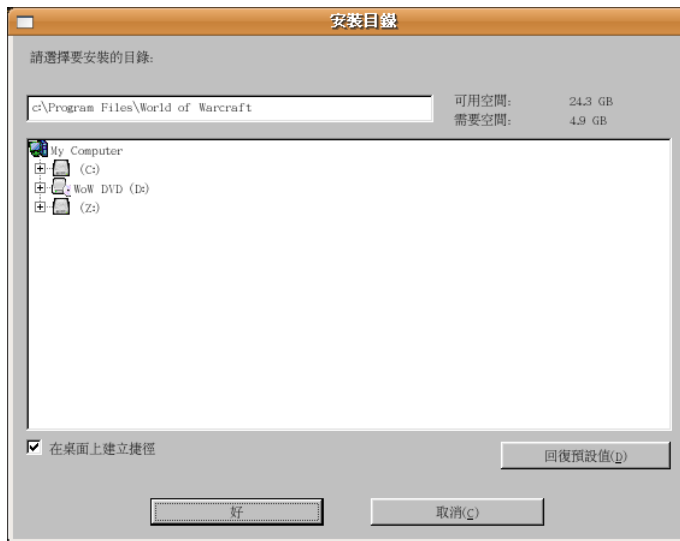 安裝目錄
請選擇要安裝的目錄:
c:\Program Files\World of Warcraft
可用空間: 24.3 GB
需要空間: 4.9 GB
My Computer
(C:)
WoW DVD (D:)
(Z:)
在桌面上建立捷徑
回復預設值(D)
好
取消(C)